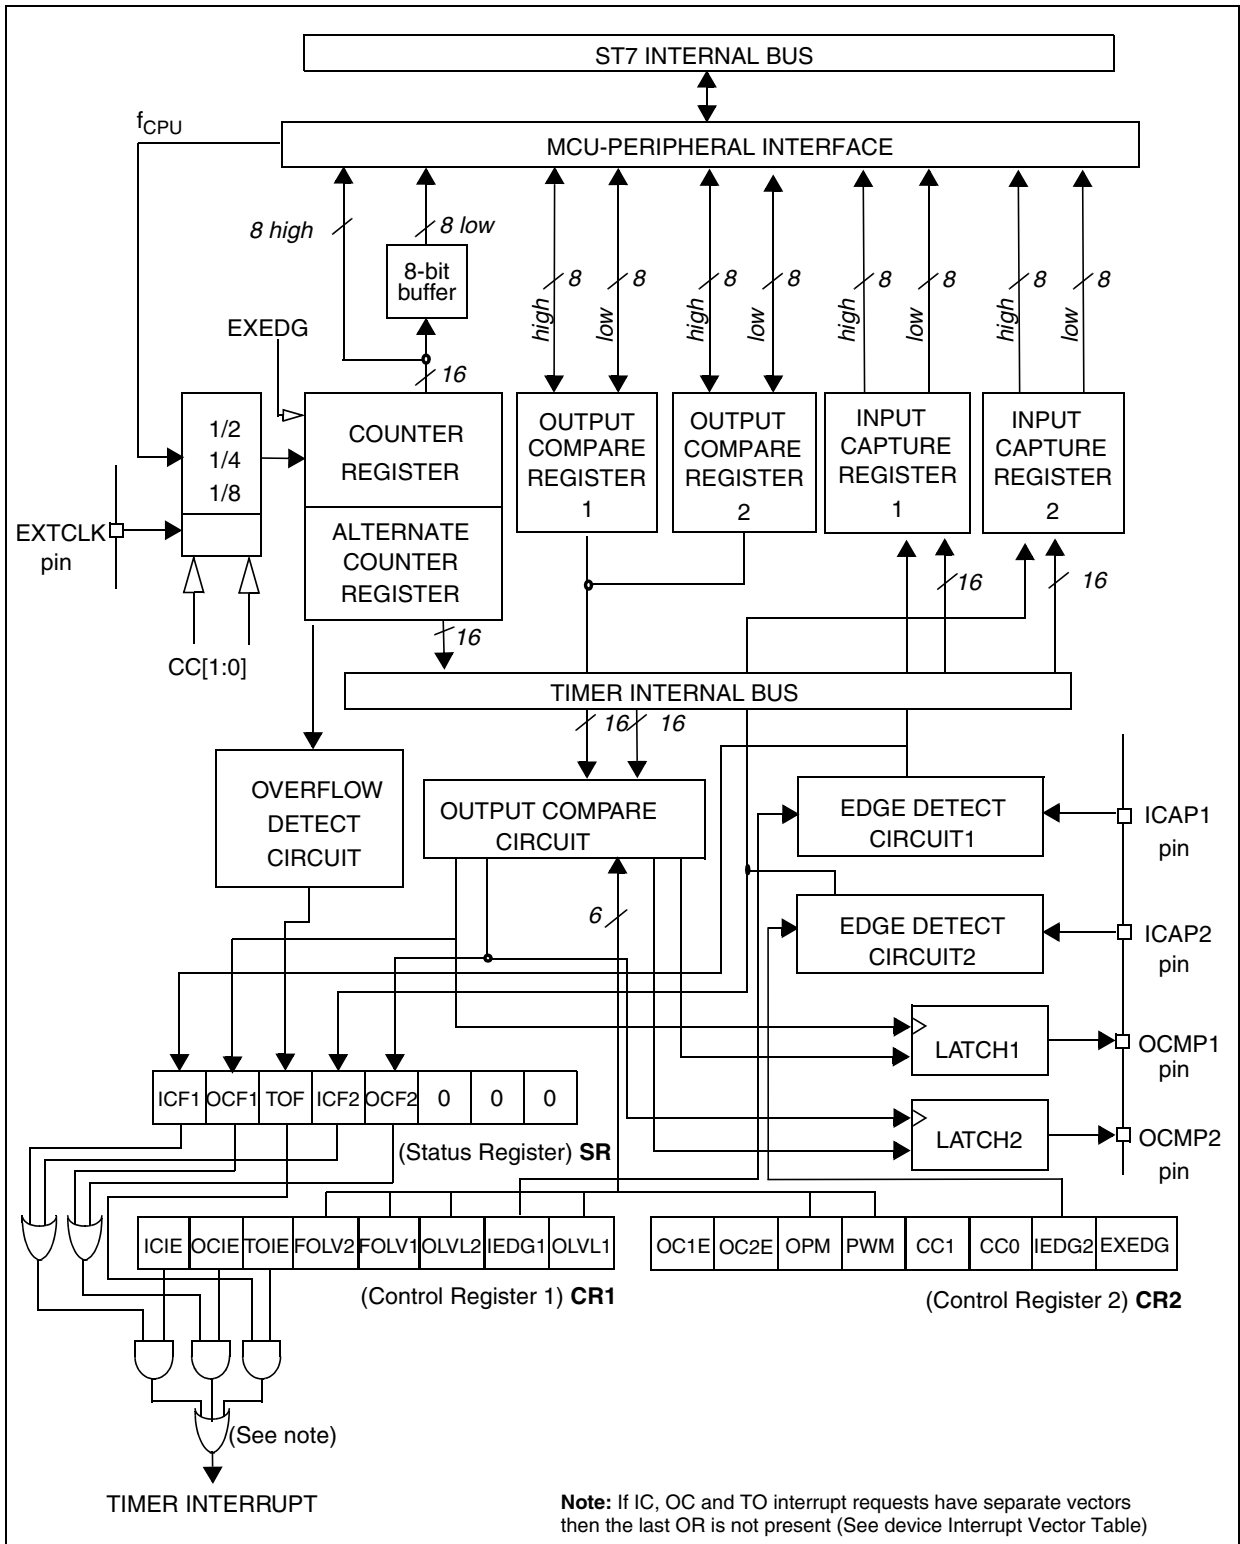 ST7 INTERNAL BUS
fCPU
MCU-PERIPHERAL INTERFACE
8 high
8 low
8-bit
buffer
8
8
8
8
8
8
8
8
high
low
high
low
high
low
high
low
EXEDG
16
1/2
1/4
1/8
COUNTER
REGISTER
OUTPUT
COMPARE
REGISTER
1
OUTPUT
COMPARE
REGISTER
2
INPUT
CAPTURE
REGISTER
1
INPUT
CAPTURE
REGISTER
2
EXTCLK
pin
ALTERNATE
COUNTER
REGISTER
16
16
16
CC[1:0]
TIMER INTERNAL BUS
16
16
OVERFLOW
DETECT
CIRCUIT
OUTPUT COMPARE
CIRCUIT
EDGE DETECT
CIRCUIT1
ICAP1
pin
6
EDGE DETECT
CIRCUIT2
ICAP2
pin
LATCH1
OCMP1
pin
ICF1 OCF1 TOF ICF2 OCF2 0 0 0
(Status Register) SR
LATCH2
OCMP2
pin
ICIE OCIE TOIE FOLV2 FOLV1 OLVL2 IEDG1 OLVL1
OC1E OC2E OPM PWM CC1 CC0 IEDG2 EXEDG
(Control Register 1) CR1
(Control Register 2) CR2
(See note)
TIMER INTERRUPT
Note: If IC, OC and TO interrupt requests have separate vectors
then the last OR is not present (See device Interrupt Vector Table)